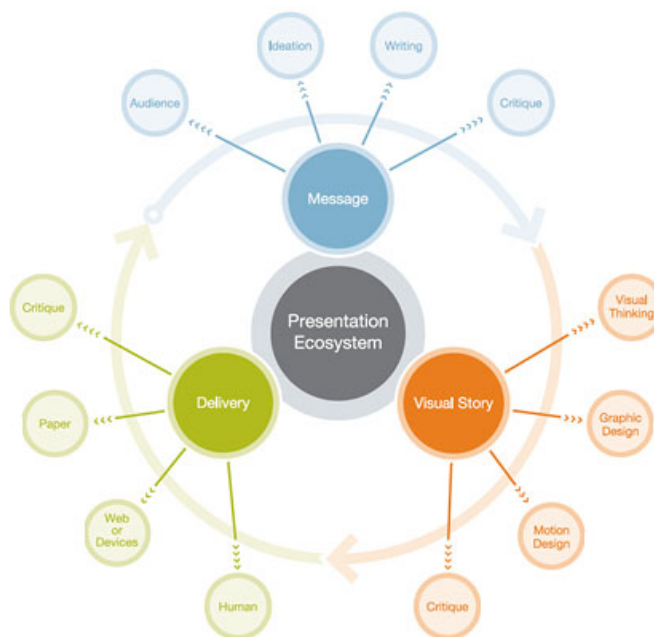 Ideation
Writing
Audience
Critique
Message
Critique
Visual
Thinking
Presentation
Ecosystem
Paper
Delivery
Visual Story
Graphic
Design
Web
or
Devices
Motion
Design
Human
Critique